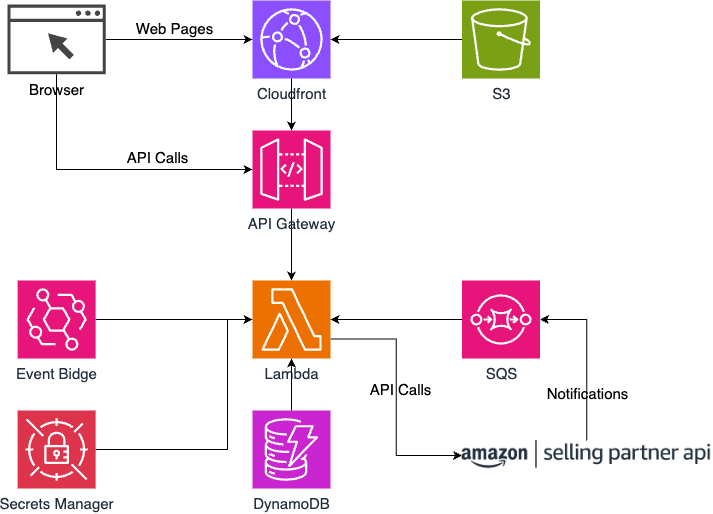 Web Pages
Browser
Cloudfront
S3
API Calls
</>
API Gateway
Event Bidge
Lambda
SQS
API Calls
Notifications
amazon | selling partner api
Secrets Manager
DynamoDB